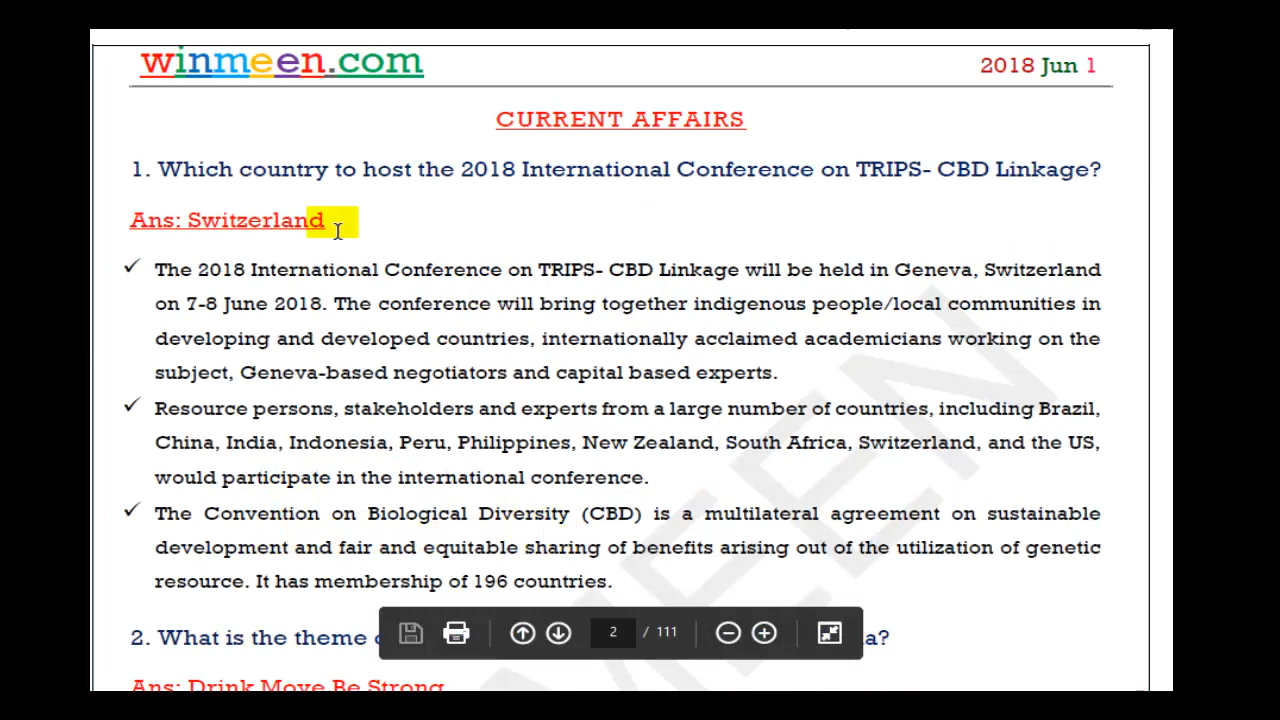 winmeen.com 2018 Jun 1
CURRENT AFFAIRS
1. Which country to host the 2018 International Conference on TRIPS- CBD Linkage?
Ans: Switzerland
✓ The 2018 International Conference on TRIPS- CBD Linkage will be held in Geneva, Switzerland
on 7-8 June 2018. The conference will bring together indigenous people/local communities in
developing and developed countries, internationally acclaimed academicians working on the
subject, Geneva-based negotiators and capital based experts.
✓ Resource persons, stakeholders and experts from a large number of countries, including Brazil,
China, India, Indonesia, Peru, Philippines, New Zealand, South Africa, Switzerland, and the US,
would participate in the international conference.
✓ The Convention on Biological Diversity (CBD) is a multilateral agreement on sustainable
development and fair and equitable sharing of benefits arising out of the utilization of genetic
resource. It has membership of 196 countries.
2 / 111
2. What is the theme
Ans: Drink Move Be Strong